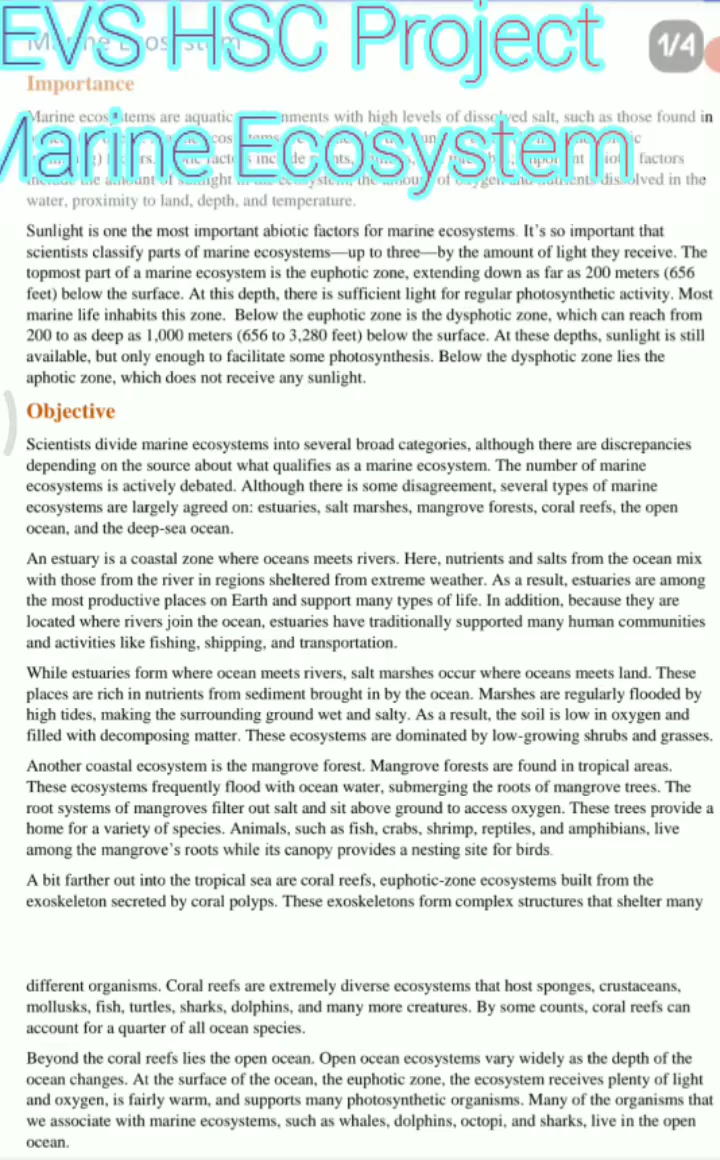 EVS HSC Project
1/4
Importance
Marine Ecosystem
Marine ecosystems are aquatic environments with high levels of dissolved salt, such as those found in
factors
include the amount of sunlight in the ecosystem, the amount of oxygen and nutrients dissolved in the
water, proximity to land, depth, and temperature.
Sunlight is one the most important abiotic factors for marine ecosystems. It's so important that
scientists classify parts of marine ecosystems—up to three—by the amount of light they receive. The
topmost part of a marine ecosystem is the euphotic zone, extending down as far as 200 meters (656
feet) below the surface. At this depth, there is sufficient light for regular photosynthetic activity. Most
marine life inhabits this zone. Below the euphotic zone is the dysphotic zone, which can reach from
200 to as deep as 1,000 meters (656 to 3,280 feet) below the surface. At these depths, sunlight is still
available, but only enough to facilitate some photosynthesis. Below the dysphotic zone lies the
aphotic zone, which does not receive any sunlight.
Objective
Scientists divide marine ecosystems into several broad categories, although there are discrepancies
depending on the source about what qualifies as a marine ecosystem. The number of marine
ecosystems is actively debated. Although there is some disagreement, several types of marine
ecosystems are largely agreed on: estuaries, salt marshes, mangrove forests, coral reefs, the open
ocean, and the deep-sea ocean.
An estuary is a coastal zone where oceans meets rivers. Here, nutrients and salts from the ocean mix
with those from the river in regions sheltered from extreme weather. As a result, estuaries are among
the most productive places on Earth and support many types of life. In addition, because they are
located where rivers join the ocean, estuaries have traditionally supported many human communities
and activities like fishing, shipping, and transportation.
While estuaries form where ocean meets rivers, salt marshes occur where oceans meets land. These
places are rich in nutrients from sediment brought in by the ocean. Marshes are regularly flooded by
high tides, making the surrounding ground wet and salty. As a result, the soil is low in oxygen and
filled with decomposing matter. These ecosystems are dominated by low-growing shrubs and grasses.
Another coastal ecosystem is the mangrove forest. Mangrove forests are found in tropical areas.
These ecosystems frequently flood with ocean water, submerging the roots of mangrove trees. The
root systems of mangroves filter out salt and sit above ground to access oxygen. These trees provide a
home for a variety of species. Animals, such as fish, crabs, shrimp, reptiles, and amphibians, live
among the mangrove's roots while its canopy provides a nesting site for birds.
A bit farther out into the tropical sea are coral reefs, euphotic-zone ecosystems built from the
exoskeleton secreted by coral polyps. These exoskeletons form complex structures that shelter many
different organisms. Coral reefs are extremely diverse ecosystems that host sponges, crustaceans,
mollusks, fish, turtles, sharks, dolphins, and many more creatures. By some counts, coral reefs can
account for a quarter of all ocean species.
Beyond the coral reefs lies the open ocean. Open ocean ecosystems vary widely as the depth of the
ocean changes. At the surface of the ocean, the euphotic zone, the ecosystem receives plenty of light
and oxygen, is fairly warm, and supports many photosynthetic organisms. Many of the organisms that
we associate with marine ecosystems, such as whales, dolphins, octopi, and sharks, live in the open
ocean.